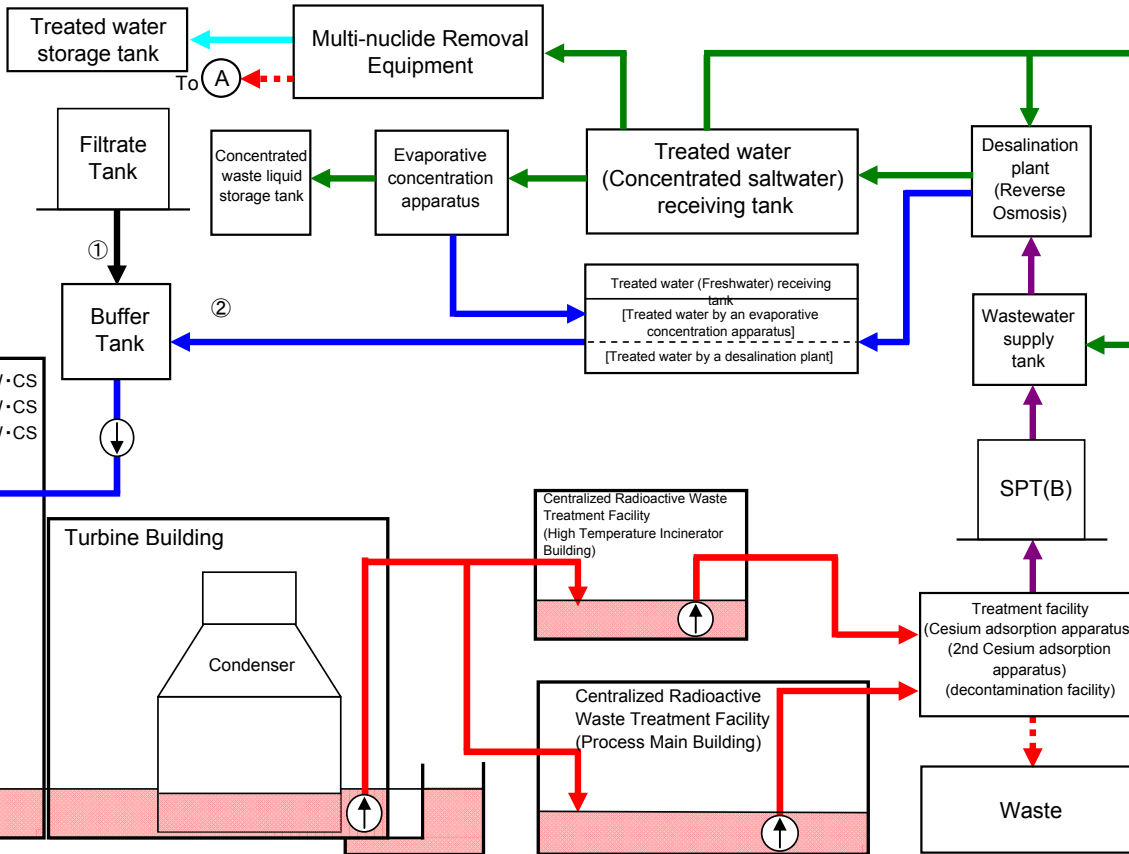 Treated water
storage tank
Multi-nuclide Removal
Equipment
To A
Filtrate
Tank
Concentrated
waste liquid
storage tank
Evaporative
concentration
apparatus
Treated water
(Concentrated saltwater)
receiving tank
Desalination
plant
(Reverse
Osmosis)
①
②
Buffer
Tank
Treated water (Freshwater) receiving
tank
[Treated water by an evaporative
concentration apparatus]
[Treated water by a desalination plant]
Wastewater
supply
tank
・CS
・CS
・CS
SPT(B)
Turbine Building
Condenser
Centralized Radioactive Waste
Treatment Facility
(High Temperature Incinerator
Building)
Centralized Radioactive
Waste Treatment Facility
(Process Main Building)
Treatment facility
(Cesium adsorption apparatus
(2nd Cesium adsorption
apparatus)
(decontamination facility)
Waste